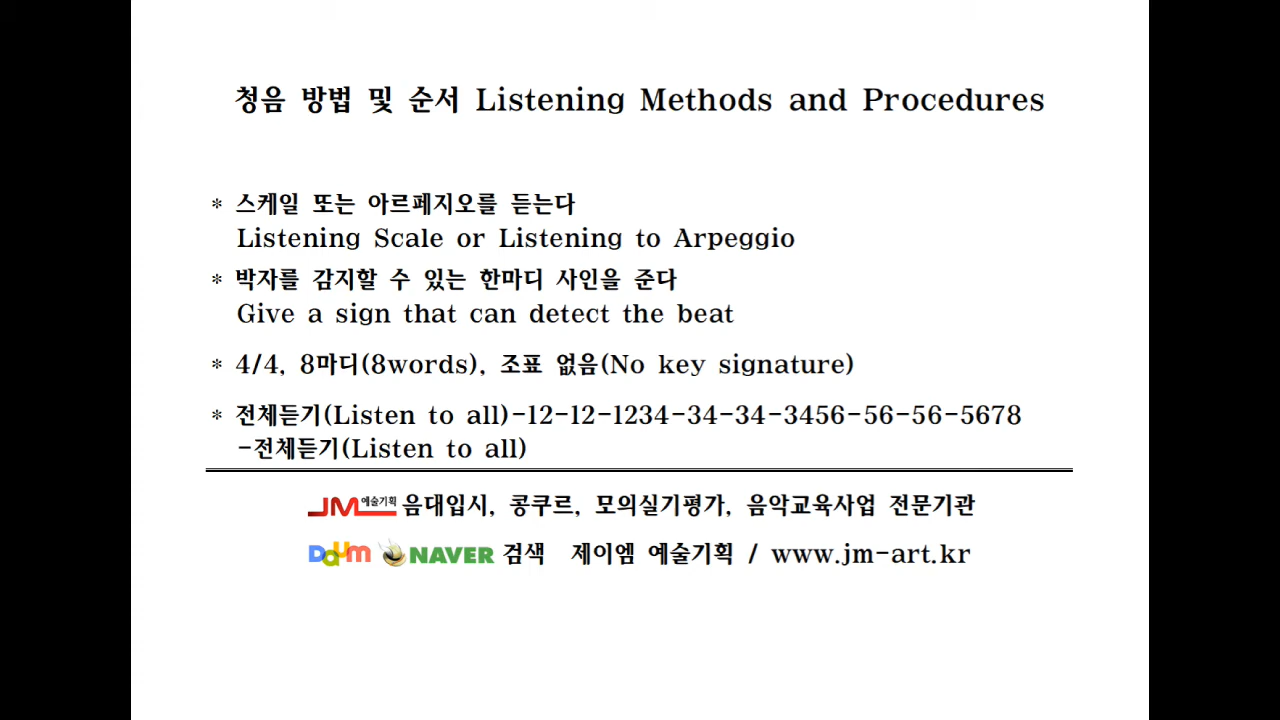 청음 방법 및 순서 Listening Methods and Procedures
* 스케일 또는 아르페지오를 듣는다
Listening Scale or Listening to Arpeggio
* 박자를 감지할 수 있는 한마디 사인을 준다
Give a sign that can detect the beat
* 4/4, 8마디(8words), 조표 없음(No key signature)
* 전체듣기(Listen to all)-12-12-1234-34-34-3456-56-56-5678
-전체듣기(Listen to all)
JM예술기획 음대입시, 콩쿠르, 모의실기평가, 음악교육사업 전문기관
Daum NAVER 검색 제이엠 예술기획 / www.jm-art.kr